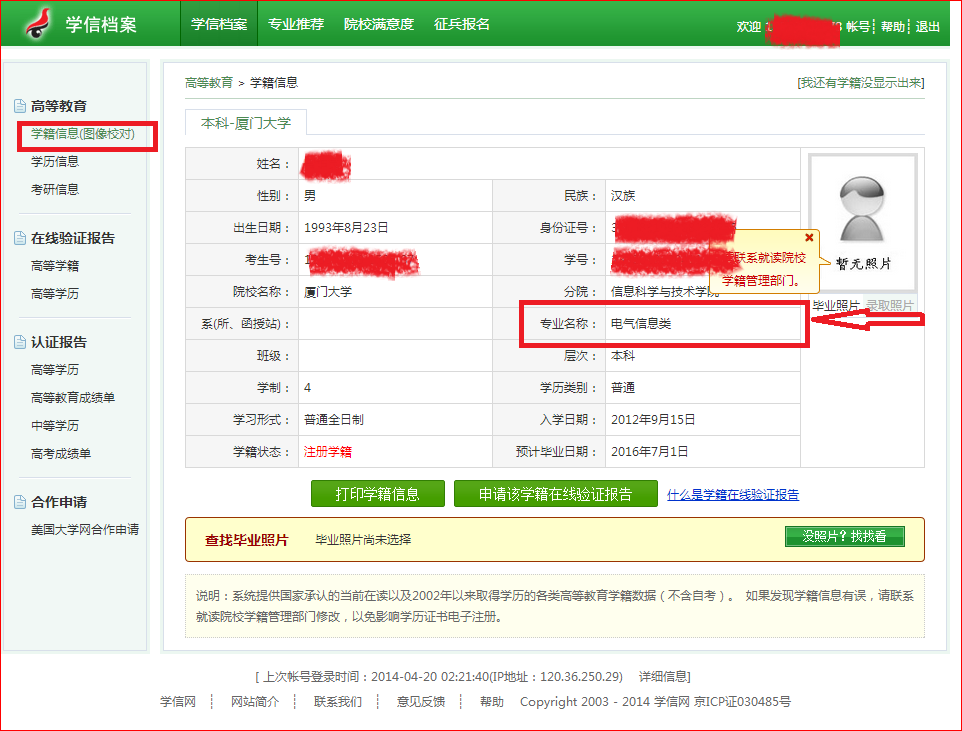 学信档案
学信档案 专业推荐 院校满意度 征兵报名
欢迎 帐号 帮助 退出
高等教育
学籍信息(图像校对)
学历信息
考研信息
在线验证报告
高等学籍
高等学历
认证报告
高等学历
高等教育成绩单
中等学历
高考成绩单
合作申请
美国大学网合作申请
高等教育 > 学籍信息 [我还有学籍没显示出来]
本科-厦门大学
姓名：
性别： 男 民族： 汉族
出生日期： 1993年8月23日 身份证号：
考生号： 学号：
院校名称： 厦门大学 分院： 信息科学与技术学院
系(所、函授站)： 专业名称： 电气信息类
班级： 层次： 本科
学制： 4 学历类别： 普通
学习形式： 普通全日制 入学日期： 2012年9月15日
学籍状态： 注册学籍 预计毕业日期： 2016年7月1日
联系就读院校
学籍管理部门。
暂无照片
毕业照片 录取照片
打印学籍信息 申请该学籍在线验证报告 什么是学籍在线验证报告
查找毕业照片 毕业照片尚未选择 没照片？找找看
说明：系统提供国家承认的当前在读以及2002年以来取得学历的各类高等教育学籍数据（不含自考）。 如果发现学籍信息有误，请联系
就读院校学籍管理部门修改，以免影响学历证书电子注册。
[ 上次帐号登录时间：2014-04-20 02:21:40(IP地址：120.36.250.29) 详细信息]
学信网 网站简介 联系我们 意见反馈 帮助 Copyright 2003 - 2014 学信网 京ICP证030485号